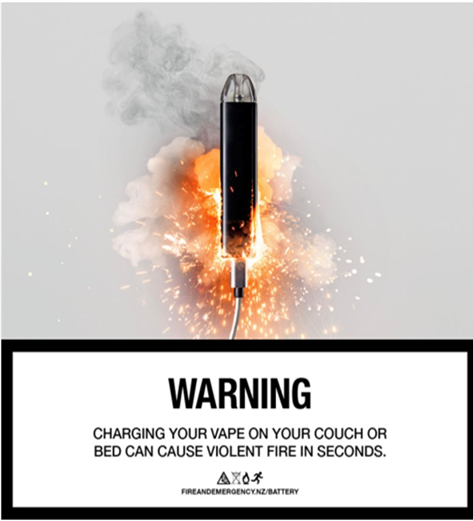 WARNING
CHARGING YOUR VAPE ON YOUR COUCH OR
BED CAN CAUSE VIOLENT FIRE IN SECONDS.
FIREANDEMERGENCY.NZ/BATTERY